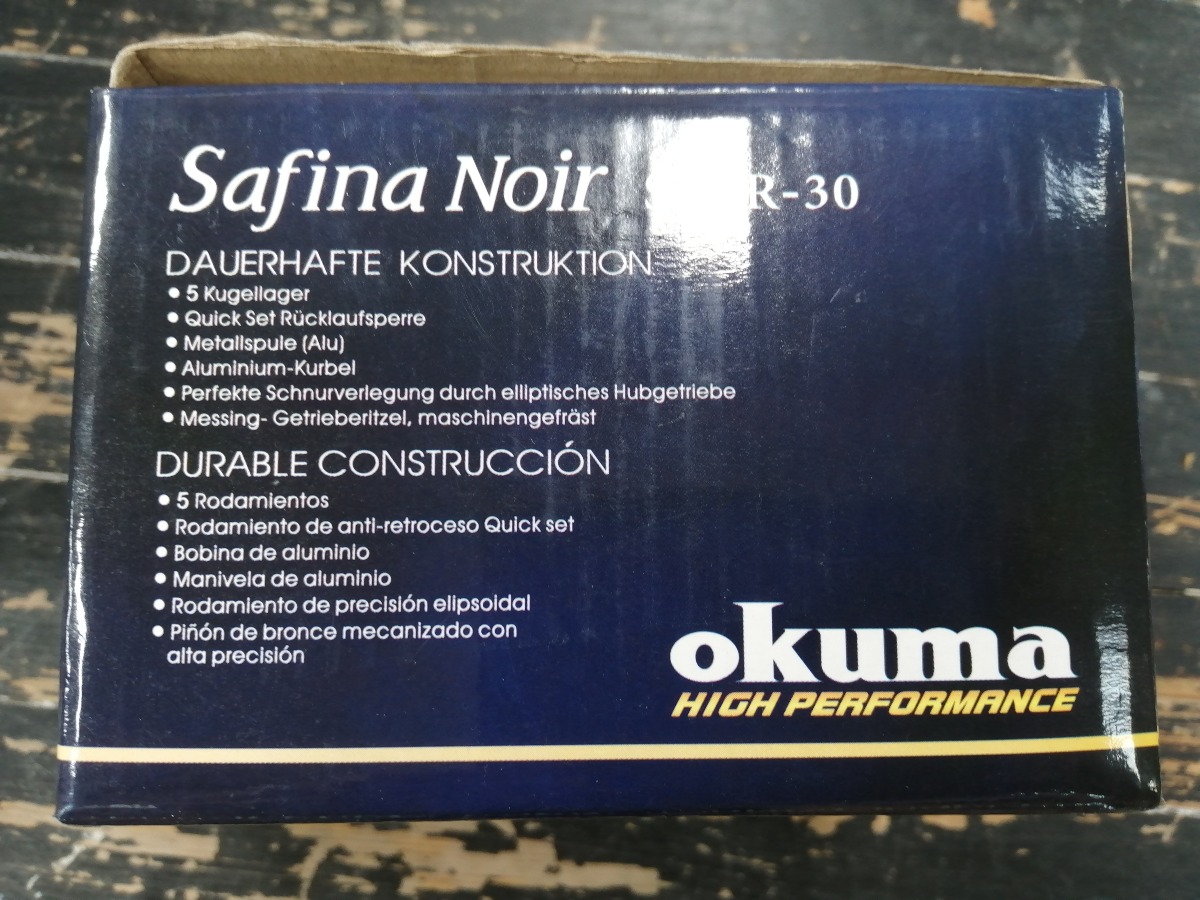 Safina Noir
DAUERHAFTE KONSTRUKTION
• 5 Kugellager
• Quick Set Rücklaufsperre
• Metallspule (Alu)
• Aluminium-Kurbel
• Perfekte Schnurverlegung durch elliptisches Hubgetriebe
• Messing- Getrieberitzel, maschinengefräst
DURABLE CONSTRUCCIÓN
• 5 Rodamientos
• Rodamiento de anti-retroceso Quick set
• Bobina de aluminio
• Manivela de aluminio
• Rodamiento de precisión elipsoidal
• Piñón de bronce mecanizado con
alta precisión
okuma
HIGH PERFORMANCE